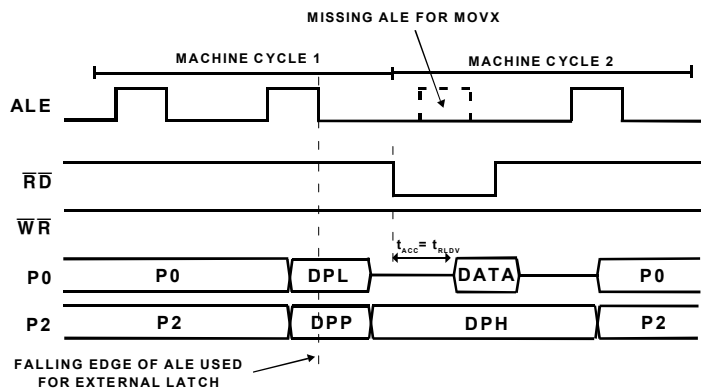 MISSING ALE FOR MOVX
MACHINE CYCLE 1
MACHINE CYCLE 2
ALE
RD
WR
tACC = tRLDV
P0
P0
DPL
DATA
P0
P2
P2
DPP
DPH
P2
FALLING EDGE OF ALE USED
FOR EXTERNAL LATCH